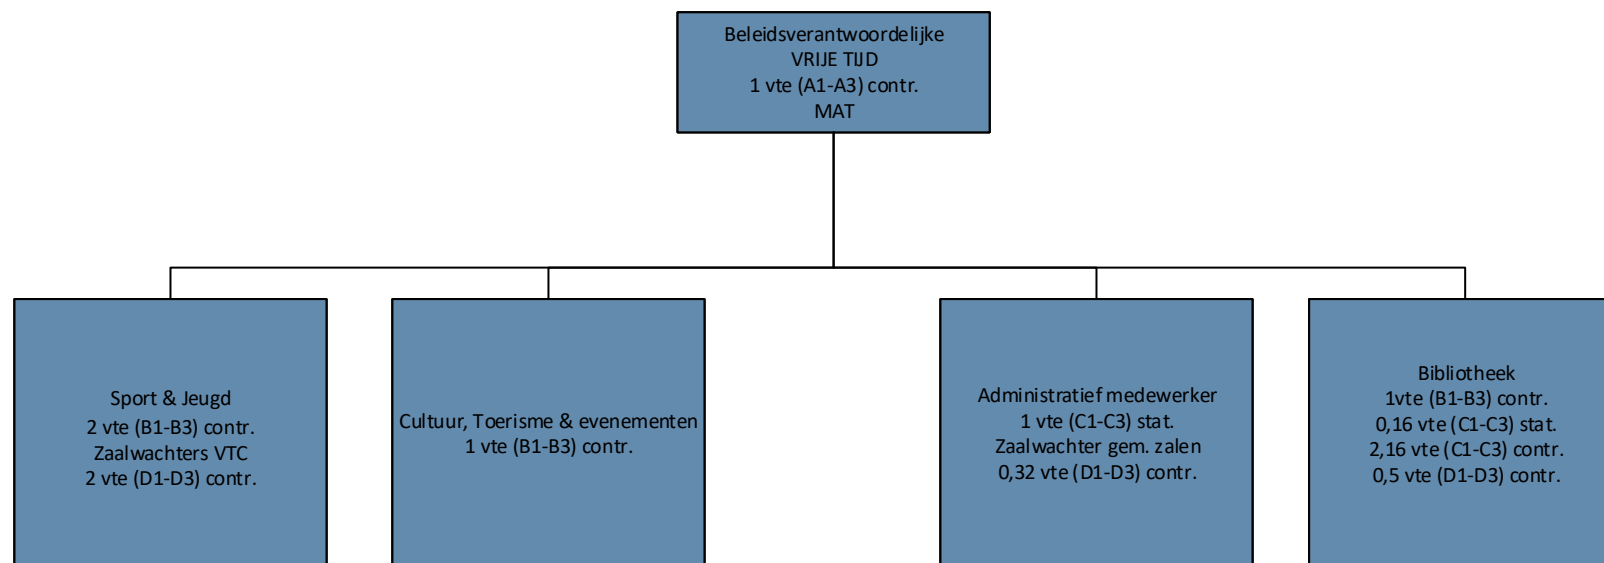 Beleidsverantwoordelijke
VRIJE TIJD
1 vte (A1-A3) contr.
MAT
Sport & Jeugd
2 vte (B1-B3) contr.
Zaalwachters VTC
2 vte (D1-D3) contr.
Cultuur, Toerisme & evenementen
1 vte (B1-B3) contr.
Administratief medewerker
1 vte (C1-C3) stat.
Zaalwachter gem. zalen
0,32 vte (D1-D3) contr.
Bibliotheek
1vte (B1-B3) contr.
0,16 vte (C1-C3) stat.
2,16 vte (C1-C3) contr.
0,5 vte (D1-D3) contr.